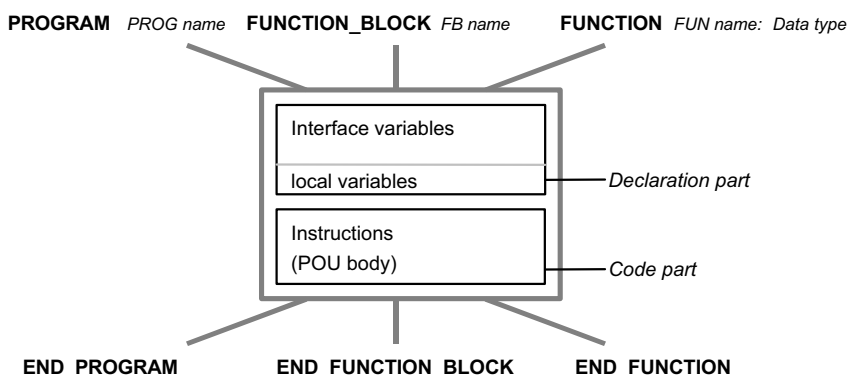 PROGRAM PROG name FUNCTION_BLOCK FB name FUNCTION FUN name: Data type
Interface variables
local variables
Declaration part
Instructions
(POU body)
Code part
END_PROGRAM END_FUNCTION_BLOCK END_FUNCTION